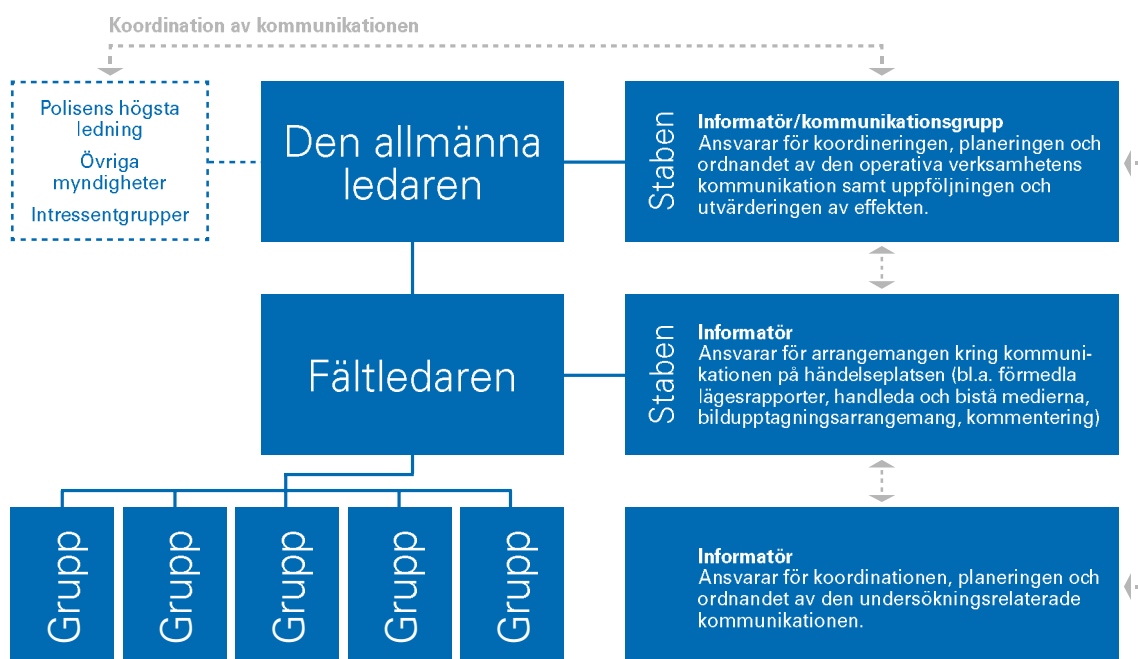 Koordination av kommunikationen
Polisens högsta
ledning
Övriga
myndigheter
Intressentgrupper
Den allmänna
ledaren
Staben
Informatör/kommunikationsgrupp
Ansvarar för koordineringen, planeringen och
ordnandet av den operativa verksamhetens
kommunikation samt uppföljningen och
utvärderingen av effekten.
Fältledaren
Staben
Informatör
Ansvarar för arrangemangen kring kommuni-
kationen på händelseplatsen (bl.a. förmedla
lägesrapporter, handleda och bistå medierna,
bildupptagningsarrangemang, kommentering)
Grupp
Grupp
Grupp
Grupp
Grupp
Informatör
Ansvarar för koordinationen, planeringen och
ordnandet av den undersökningsrelaterade
kommunikationen.